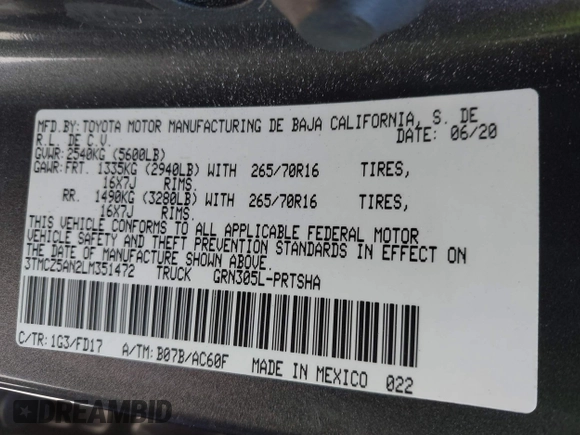 MFD.BY: TOYOTA MOTOR MANUFACTURING DE BAJA CALIFORNIA, S. DE
R.L. DE C.V. DATE: 06/20
GVWR: 2540KG (5600LB)
GAWR: FRT. 1335KG (2940LB) WITH 265/70R16 TIRES,
16X7J RIMS.
RR. 1490KG (3280LB) WITH 265/70R16 TIRES,
16X7J RIMS.
THIS VEHICLE CONFORMS TO ALL APPLICABLE FEDERAL MOTOR
VEHICLE SAFETY AND THEFT PREVENTION STANDARDS IN EFFECT ON
THE DATE OF MANUFACTURE SHOWN ABOVE.
3TMCZ5AN2LM351472 TRUCK GRN305L-PRTSHA
C/TR: 1G3/FD17 A/TM: B07B/AC60F MADE IN MEXICO 022
DREAMBID